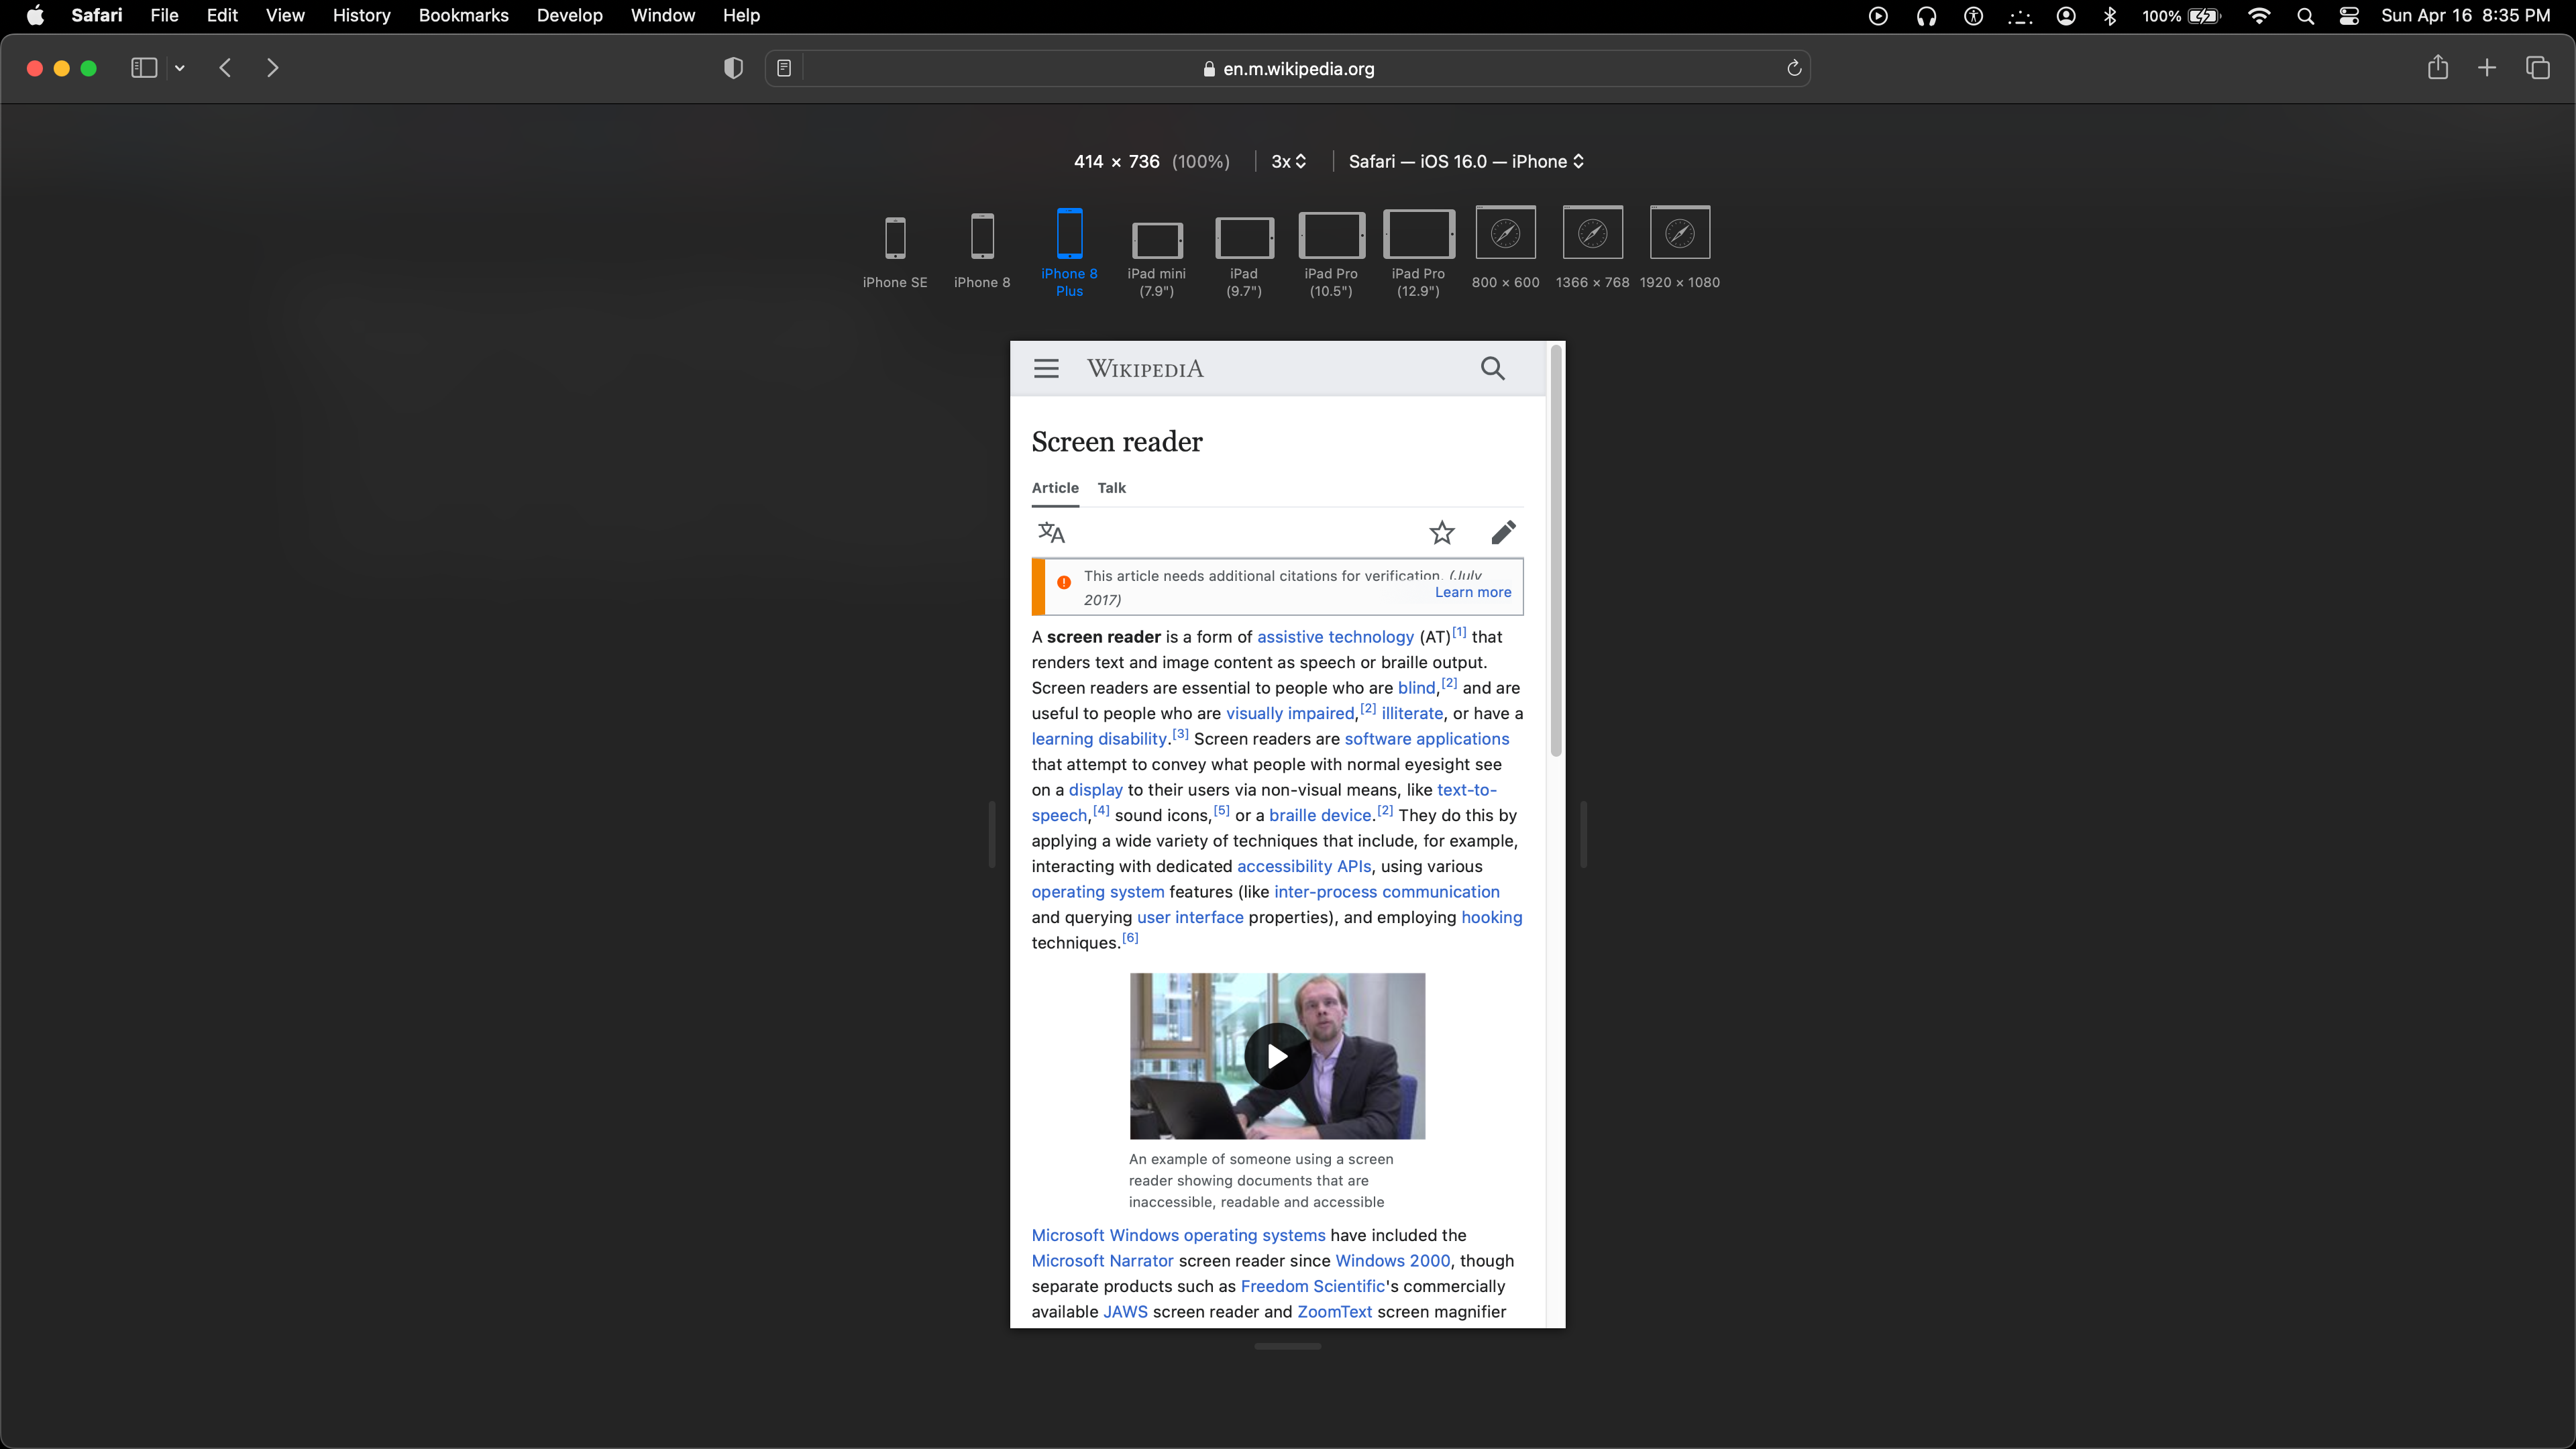 Safari File Edit View History Bookmarks Develop Window Help 100% Sun Apr 16 8:35 PM
en.m.wikipedia.org
414 × 736 (100%) 3x Safari — iOS 16.0 — iPhone
iPhone SE
iPhone 8
iPhone 8
Plus
iPad mini
(7.9")
iPad
(9.7")
iPad Pro
(10.5")
iPad Pro
(12.9")
800 × 600
1366 × 768
1920 × 1080
WIKIPEDIA
Screen reader
Article Talk
文A
This article needs additional citations for verification. (July
2017)
Learn more
A screen reader is a form of assistive technology (AT)[1] that
renders text and image content as speech or braille output.
Screen readers are essential to people who are blind,[2] and are
useful to people who are visually impaired,[2] illiterate, or have a
learning disability.[3] Screen readers are software applications
that attempt to convey what people with normal eyesight see
on a display to their users via non-visual means, like text-to-
speech,[4] sound icons,[5] or a braille device.[2] They do this by
applying a wide variety of techniques that include, for example,
interacting with dedicated accessibility APIs, using various
operating system features (like inter-process communication
and querying user interface properties), and employing hooking
techniques.[6]
An example of someone using a screen
reader showing documents that are
inaccessible, readable and accessible
Microsoft Windows operating systems have included the
Microsoft Narrator screen reader since Windows 2000, though
separate products such as Freedom Scientific's commercially
available JAWS screen reader and ZoomText screen magnifier